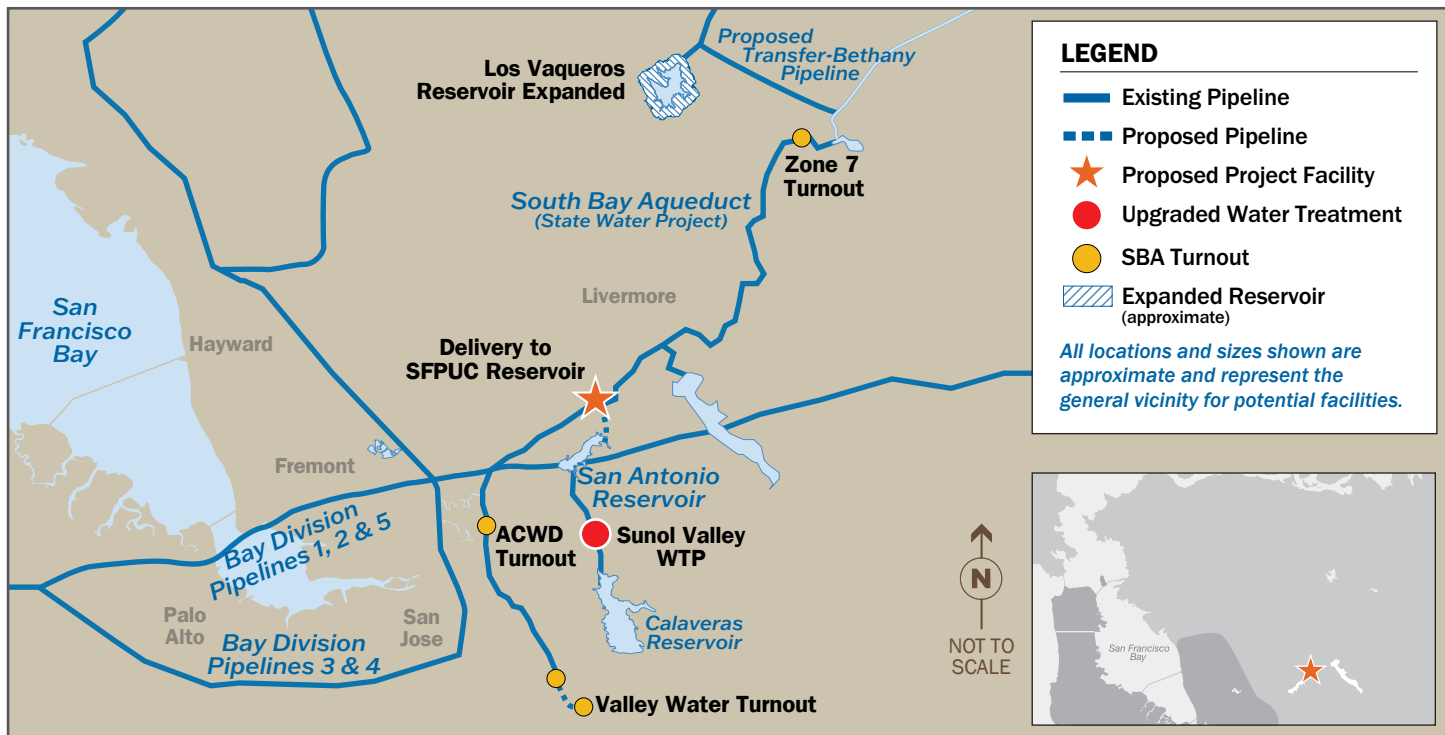 Proposed
Transfer-Bethany
Pipeline
Los Vaqueros
Reservoir Expanded
Zone 7
Turnout
South Bay Aqueduct
(State Water Project)
Livermore
San
Francisco
Bay
Hayward
Delivery to
SFPUC Reservoir
Fremont
San Antonio
Reservoir
Bay Division
Pipelines 1, 2 & 5
ACWD
Turnout
Sunol Valley
WTP
Palo
Alto
San
Jose
Bay Division
Pipelines 3 & 4
Calaveras
Reservoir
Valley Water Turnout
N
NOT TO
SCALE
LEGEND
Existing Pipeline
Proposed Pipeline
Proposed Project Facility
Upgraded Water Treatment
SBA Turnout
Expanded Reservoir
(approximate)
All locations and sizes shown are
approximate and represent the
general vicinity for potential facilities.
San Francisco
Bay